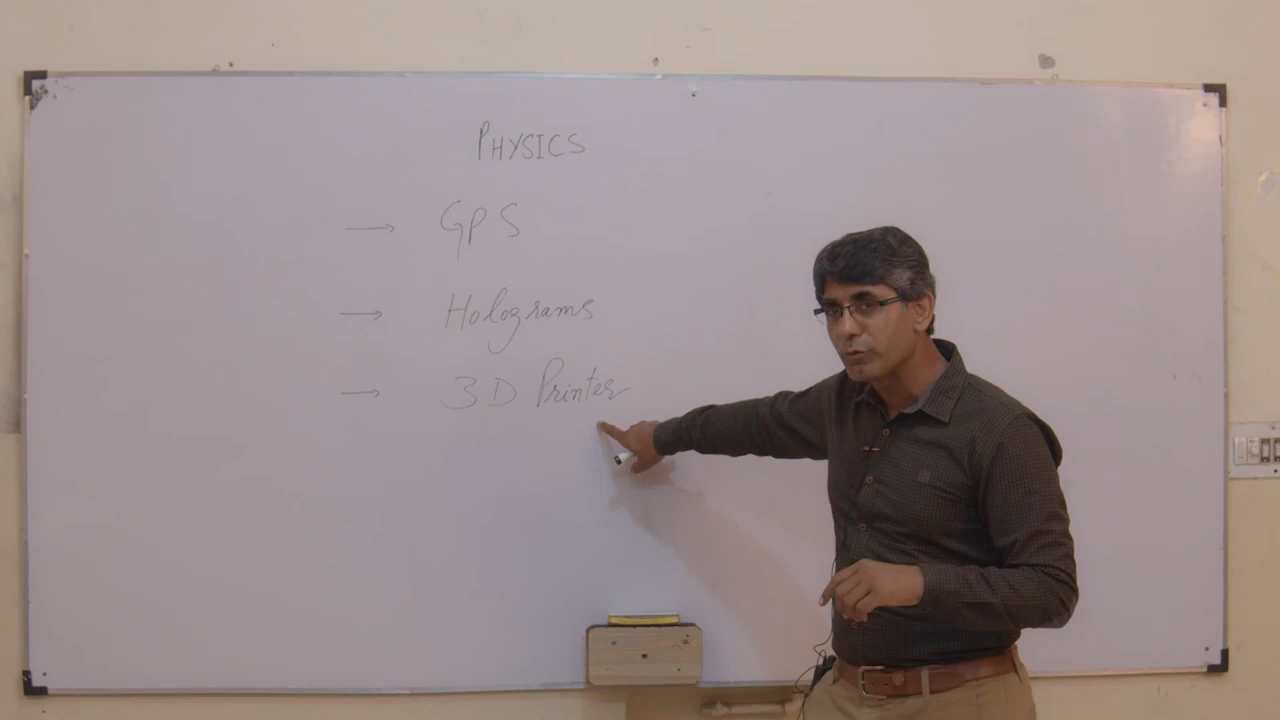 PHYSICS
→ GPS
→ Holograms
→ 3D Printer